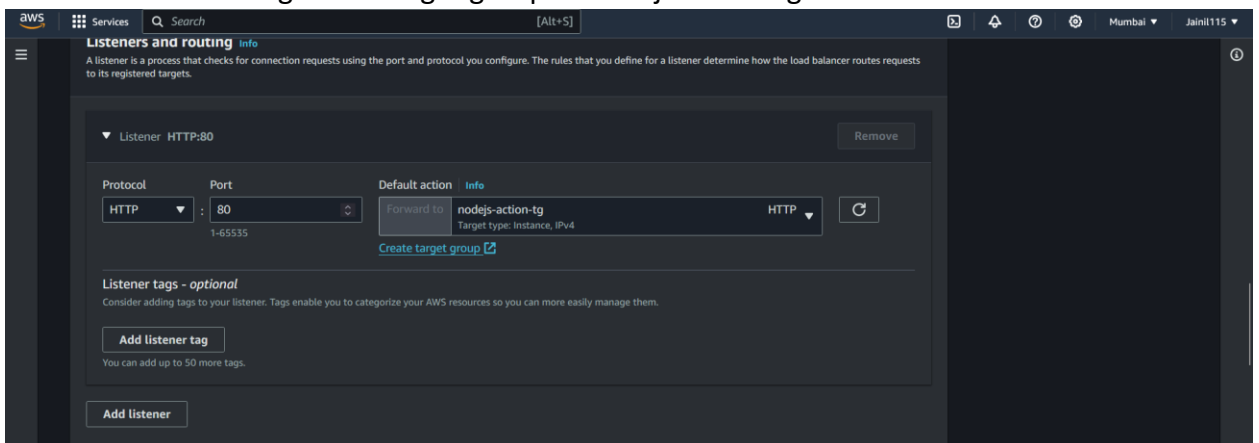 aws Services Search [Alt+S] Mumbai Jainil115
Listeners and routing Info
A listener is a process that checks for connection requests using the port and protocol you configure. The rules that you define for a listener determine how the load balancer routes requests
to its registered targets.
Listener HTTP:80 Remove
Protocol Port Default action Info
HTTP : 80 Forward to nodejs-action-tg HTTP
Target type: Instance, IPv4
1-65535
Create target group
Listener tags - optional
Consider adding tags to your listener. Tags enable you to categorize your AWS resources so you can more easily manage them.
Add listener tag
You can add up to 50 more tags.
Add listener